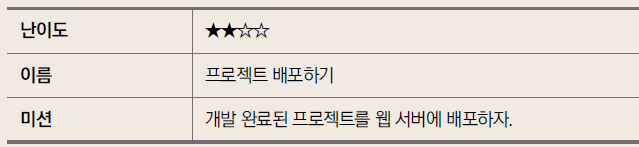 난이도 ★★☆☆
이름 프로젝트 배포하기
미션 개발 완료된 프로젝트를 웹 서버에 배포하자.